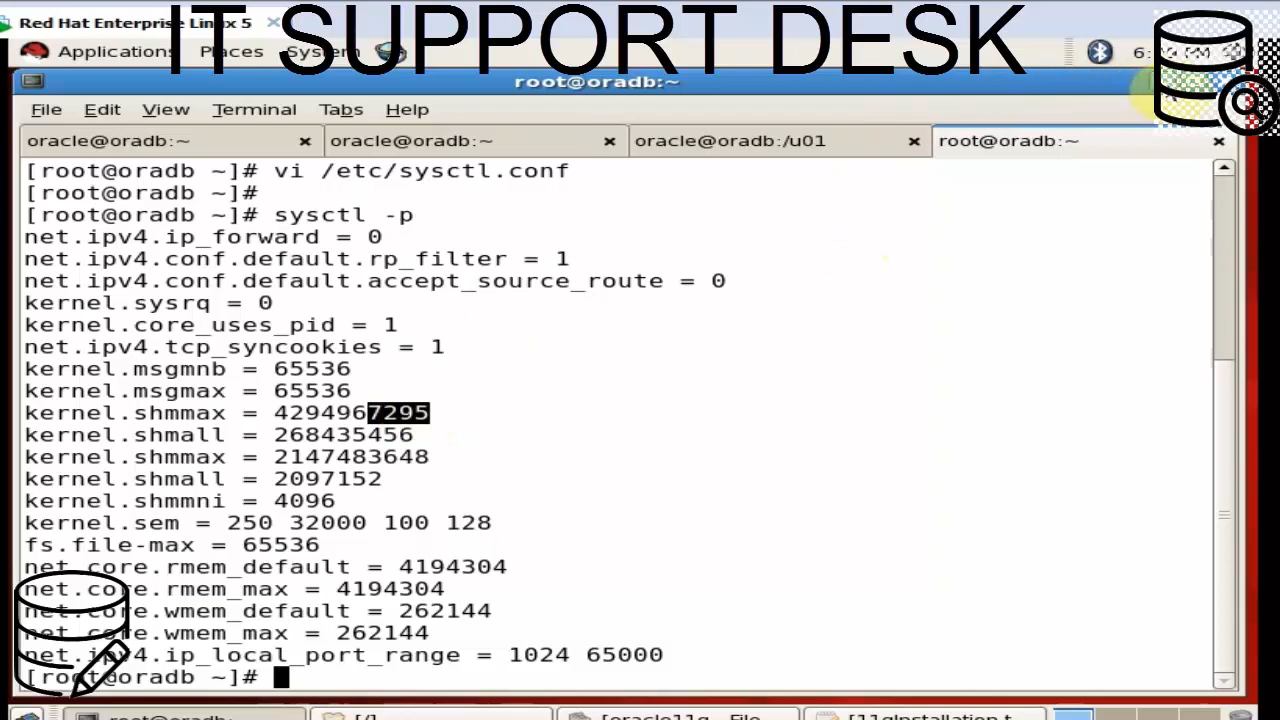 Red Hat Enterprise Linux 5
IT SUPPORT DESK
Applications Places System
root@oradb:~
File Edit View Terminal Tabs Help
oracle@oradb:~ oracle@oradb:~ oracle@oradb:/u01 root@oradb:~
[root@oradb ~]# vi /etc/sysctl.conf
[root@oradb ~]#
[root@oradb ~]# sysctl -p
net.ipv4.ip_forward = 0
net.ipv4.conf.default.rp_filter = 1
net.ipv4.conf.default.accept_source_route = 0
kernel.sysrq = 0
kernel.core_uses_pid = 1
net.ipv4.tcp_syncookies = 1
kernel.msgmnb = 65536
kernel.msgmax = 65536
kernel.shmmax = 4294967295
kernel.shmall = 268435456
kernel.shmmax = 2147483648
kernel.shmall = 2097152
kernel.shmmni = 4096
kernel.sem = 250 32000 100 128
fs.file-max = 65536
net.core.rmem_default = 4194304
net.core.rmem_max = 4194304
net.core.wmem_default = 262144
net.core.wmem_max = 262144
net.ipv4.ip_local_port_range = 1024 65000
[root@oradb ~]#
root@oradb:~ [/] [oracle11g - File [11gInstallation.t